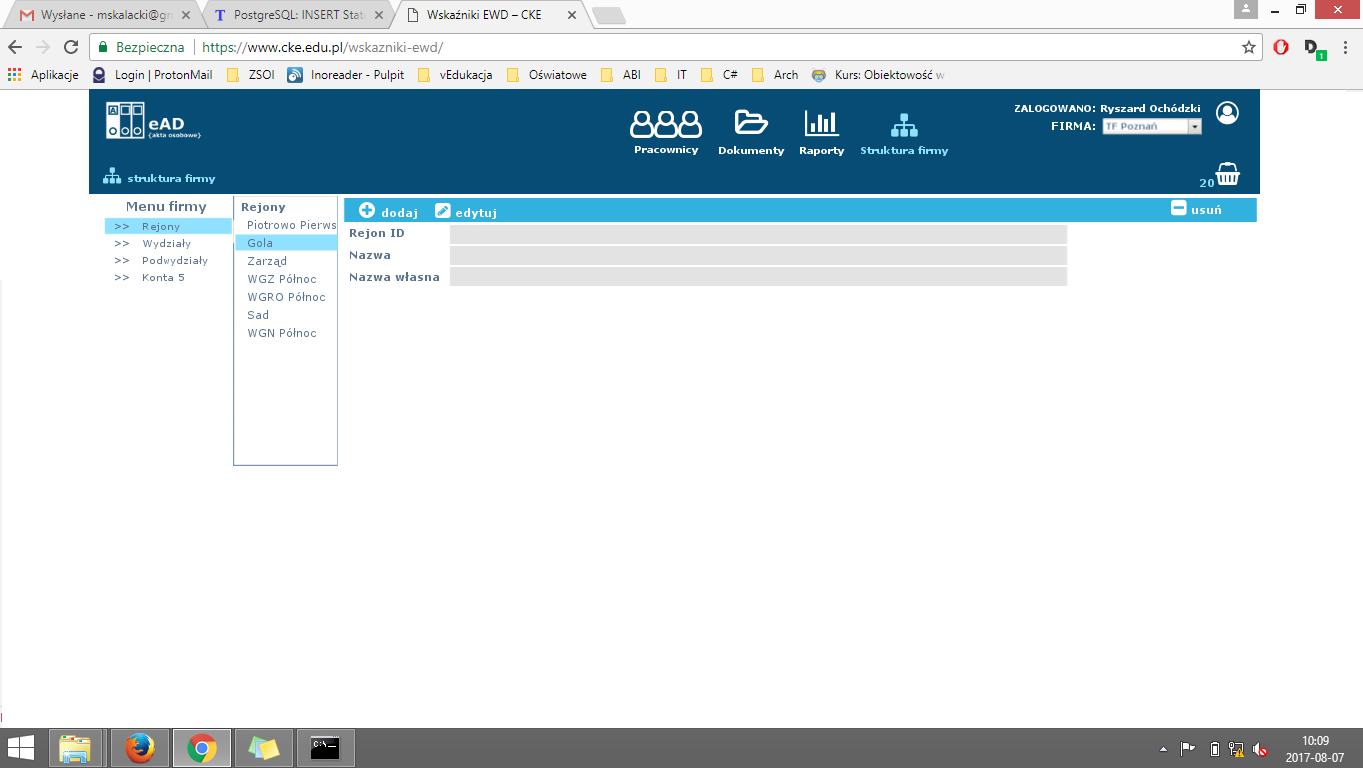 Wysłane - mskalacki@gm
PostgreSQL: INSERT State
Wskaźniki EWD – CKE
Bezpieczna
https://www.cke.edu.pl/wskazniki-ewd/
Aplikacje
Login | ProtonMail
ZSOI
Inoreader - Pulpit
vEdukacja
Oświatowe
ABI
IT
C#
Arch
Kurs: Obiektowość w
eAD
{akta osobowe}
Pracownicy
Dokumenty
Raporty
Struktura firmy
ZALOGOWANO: Ryszard Ochódzki
FIRMA: TF Poznań
struktura firmy
20
Menu firmy
>> Rejony
>> Wydziały
>> Podwydziały
>> Konta 5
Rejony
Piotrowo Pierws
Gola
Zarząd
WGZ Północ
WGRO Północ
Sad
WGN Północ
dodaj
edytuj
usuń
Rejon ID
Nazwa
Nazwa własna
C:\
10:09
2017-08-07